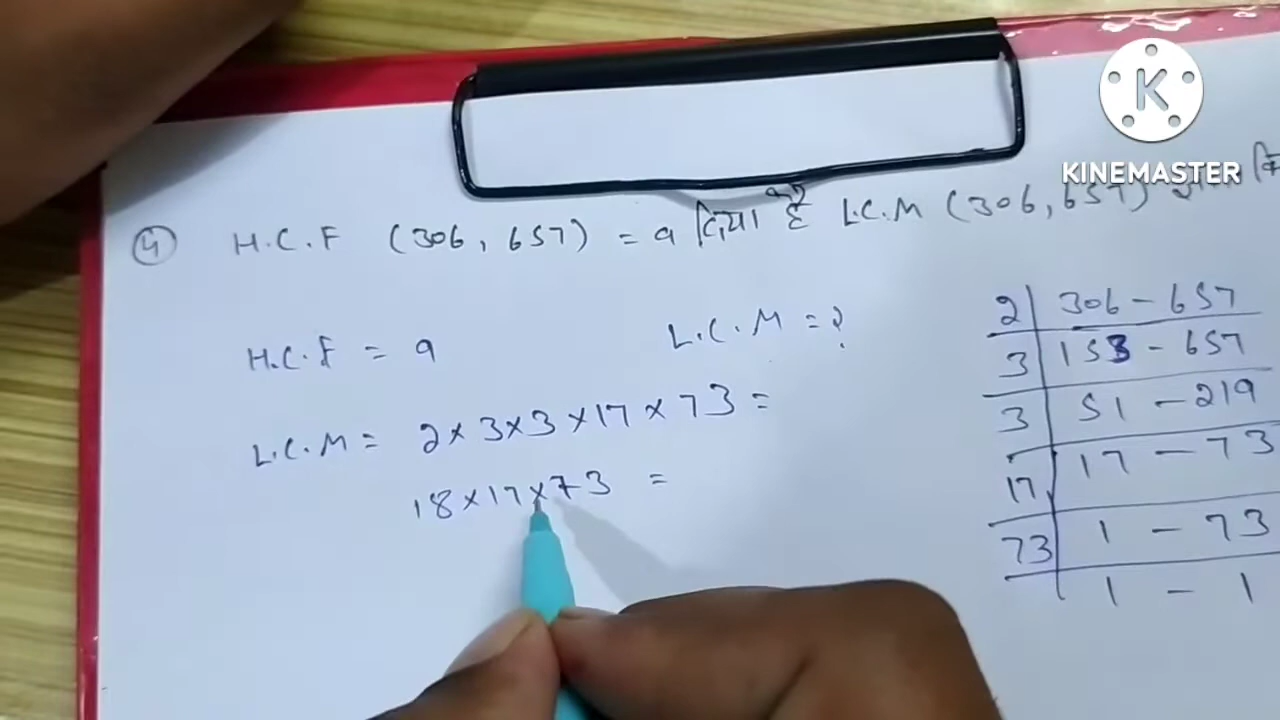 KINEMASTER
④ H.C.F (306, 657) = 9 दिया है L.C.M (306, 657)
H.C.F = 9
L.C.M = ?
L.C.M = 2 × 3 × 3 × 17 × 73 =
18 × 17 × 73 =
2 | 306 - 657
3 | 153 - 657
3 | 51 - 219
17 | 17 - 73
73 | 1 - 73
1 - 1